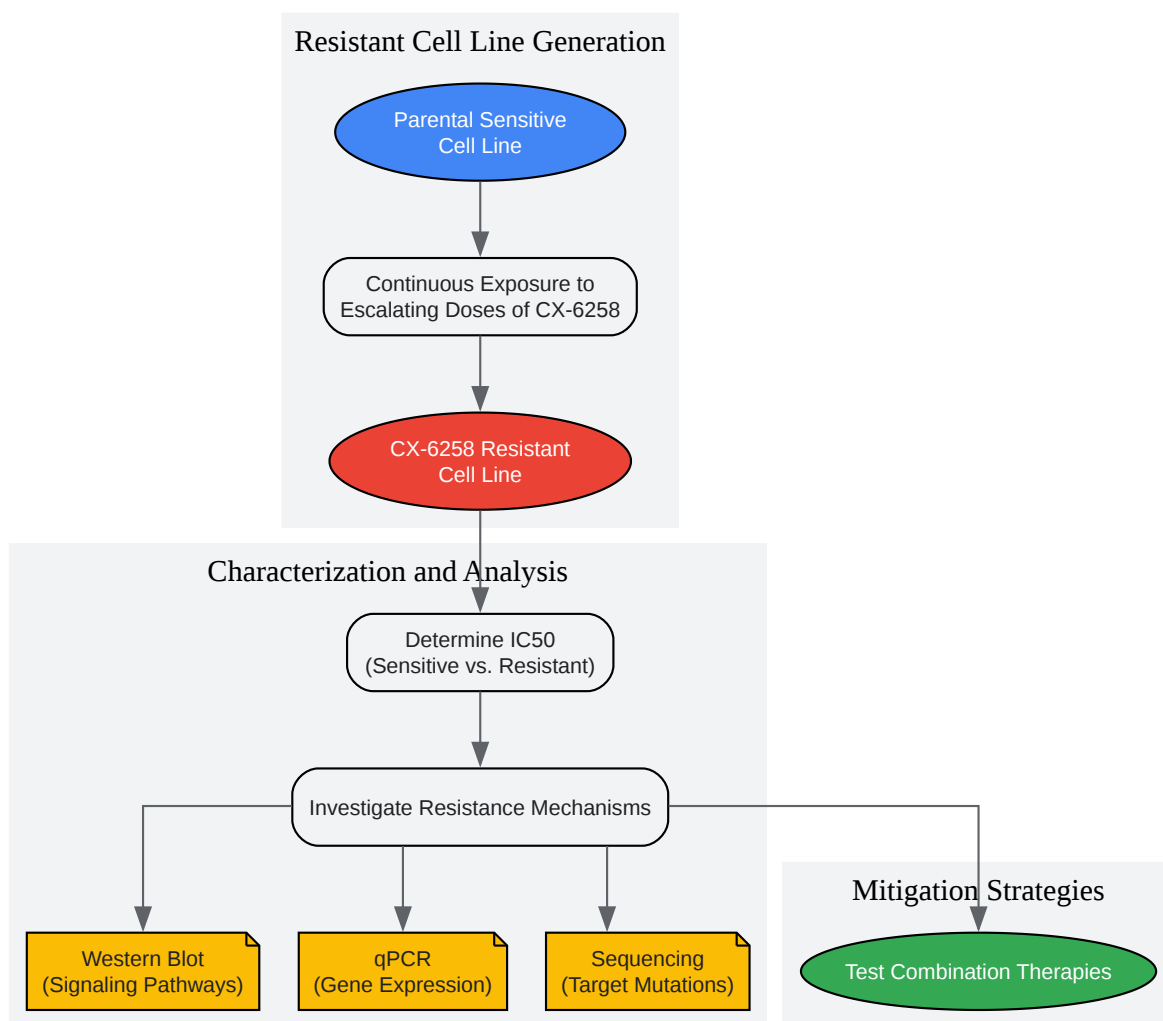 Resistant Cell Line Generation
Parental Sensitive
Cell Line
Continuous Exposure to
Escalating Doses of CX-6258
CX-6258 Resistant
Cell Line
Characterization and Analysis
Determine IC50
(Sensitive vs. Resistant)
Investigate Resistance Mechanisms
Mitigation Strategies
Western Blot
(Signaling Pathways)
qPCR
(Gene Expression)
Sequencing
(Target Mutations)
Test Combination Therapies